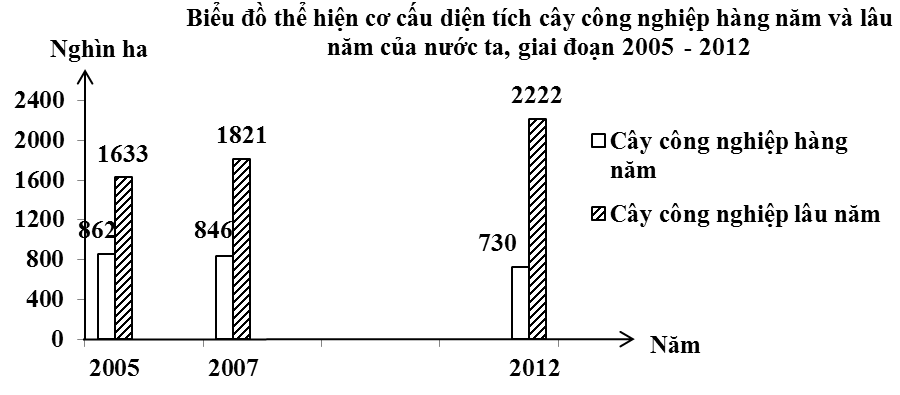 Biểu đồ thể hiện cơ cấu diện tích cây công nghiệp hàng năm và lâu
năm của nước ta, giai đoạn 2005 - 2012
Nghìn ha
2400
2000
1600
1200
800
400
0
862
1633
846
1821
730
2222
2005
2007
2012
Năm
Cây công nghiệp hàng
năm
Cây công nghiệp lâu năm